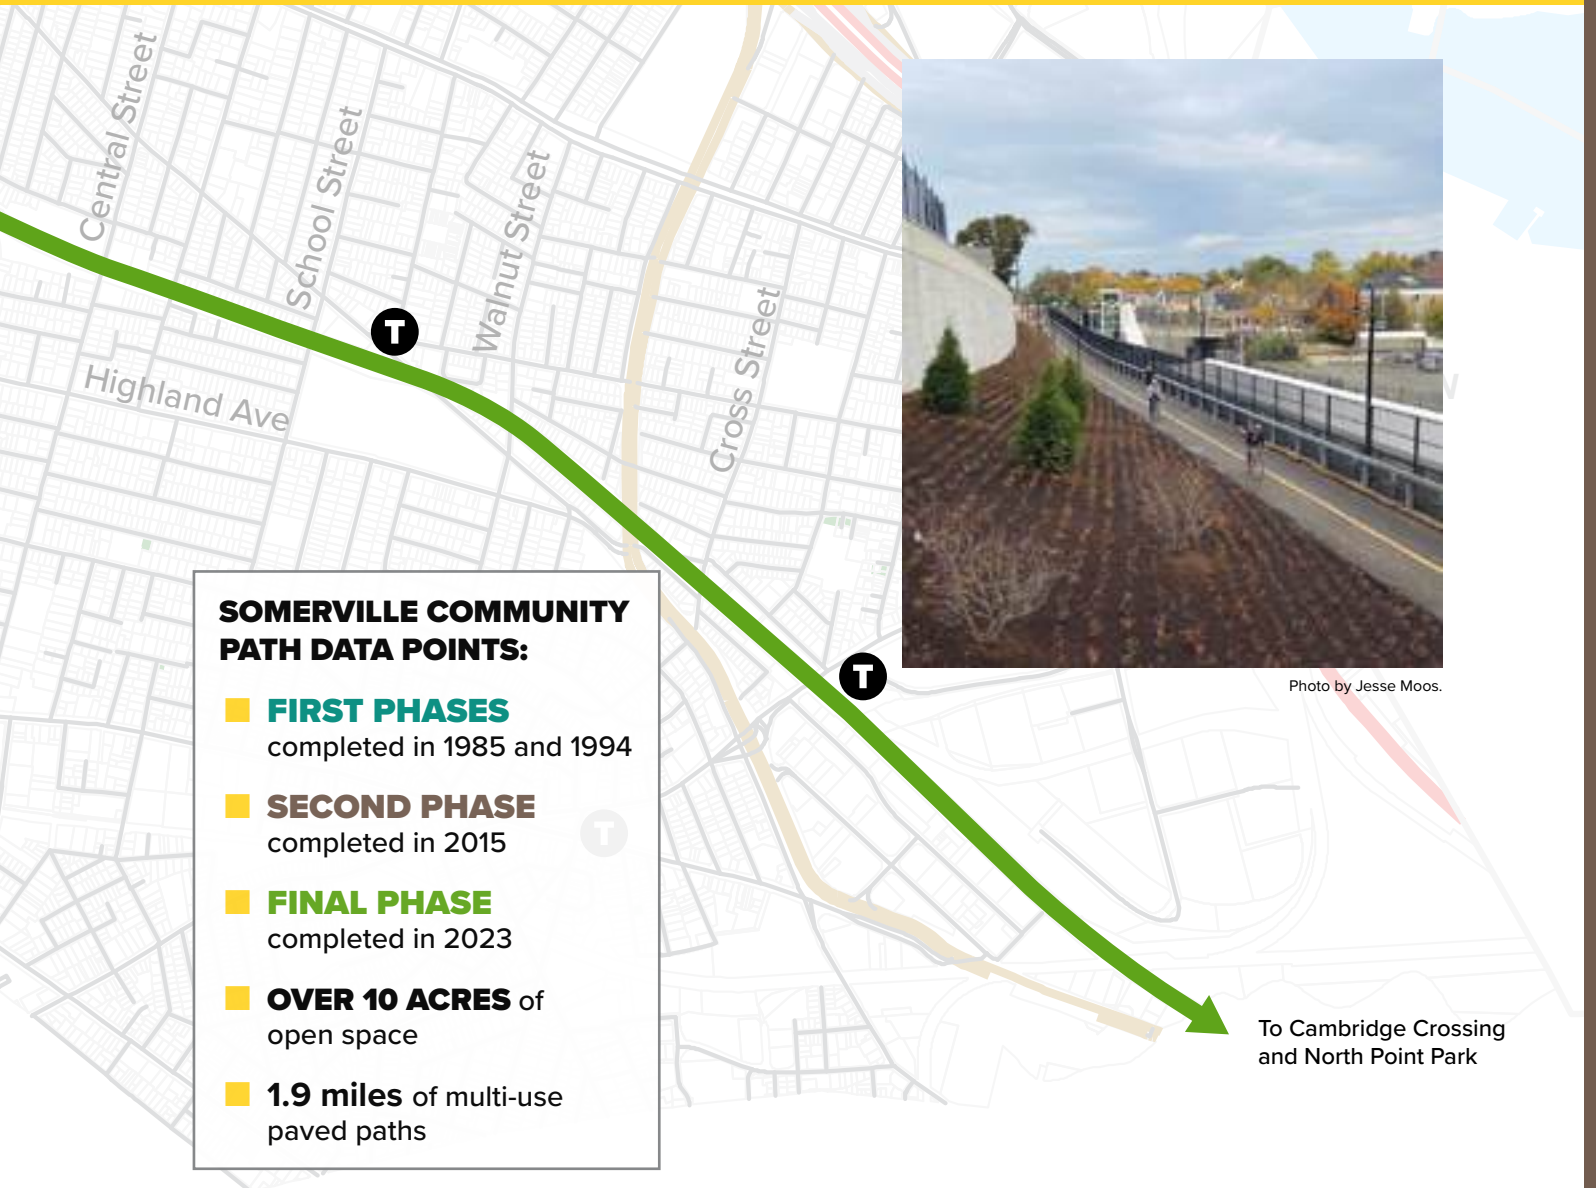 Central Street
School Street
Walnut Street
Cross Street
Highland Ave
T
T
Photo by Jesse Moos.
SOMERVILLE COMMUNITY
PATH DATA POINTS:
FIRST PHASES
completed in 1985 and 1994
SECOND PHASE
completed in 2015
T
FINAL PHASE
completed in 2023
OVER 10 ACRES of
open space
1.9 miles of multi-use
paved paths
To Cambridge Crossing
and North Point Park